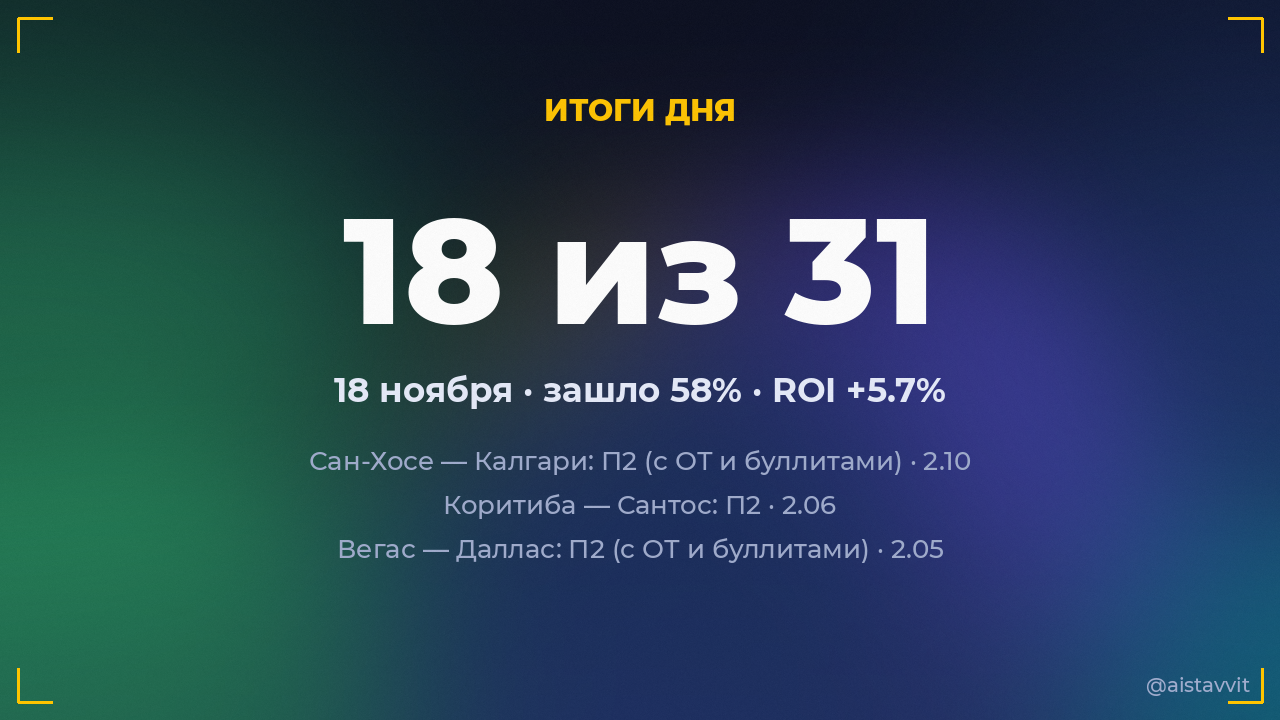 ИТОГИ ДНЯ
18 из 31
18 ноября · зашло 58% · ROI +5.7%
Сан-Хосе — Калгари: П2 (с ОТ и буллитами) · 2.10
Коритиба — Сантос: П2 · 2.06
Вегас — Даллас: П2 (с ОТ и буллитами) · 2.05
@aistavvit